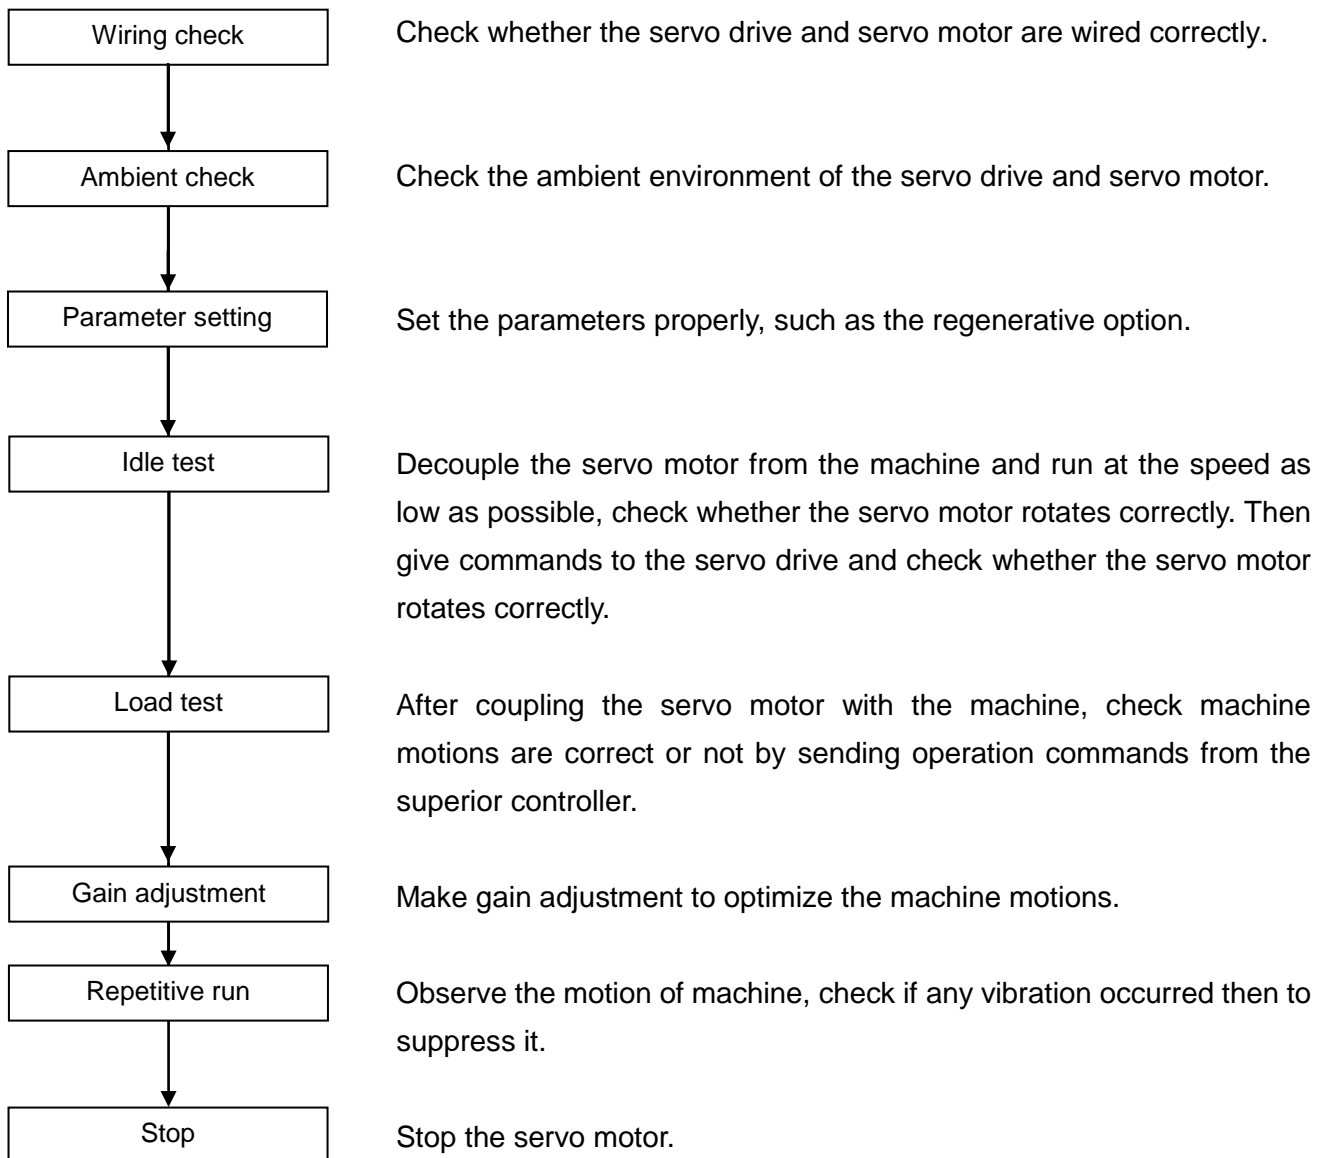 Wiring check
Check whether the servo drive and servo motor are wired correctly.
Ambient check
Check the ambient environment of the servo drive and servo motor.
Parameter setting
Set the parameters properly, such as the regenerative option.
Idle test
Decouple the servo motor from the machine and run at the speed as
low as possible, check whether the servo motor rotates correctly. Then
give commands to the servo drive and check whether the servo motor
rotates correctly.
Load test
After coupling the servo motor with the machine, check machine
motions are correct or not by sending operation commands from the
superior controller.
Gain adjustment
Make gain adjustment to optimize the machine motions.
Repetitive run
Observe the motion of machine, check if any vibration occurred then to
suppress it.
Stop
Stop the servo motor.